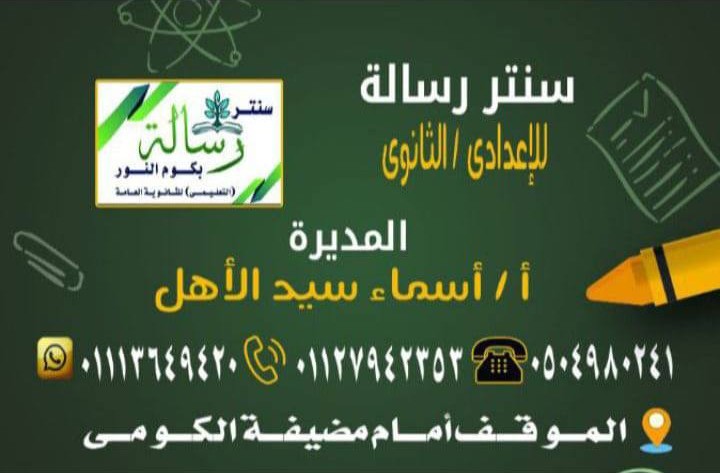 سنتر رسالة
للإعدادى / الثانوى
سنتر
رسالة
بكوم النور
(التعليمى) للثانوية العامة
المديرة
أ / أسماء سيد الأهل
٠٥٠٤٩٨٠٢٤١ ٠١١٢٧٩٤٢٣٥٣ ٠١١١٣٦٤٩٤٢٠
الموقف أمام مضيفة الكومى